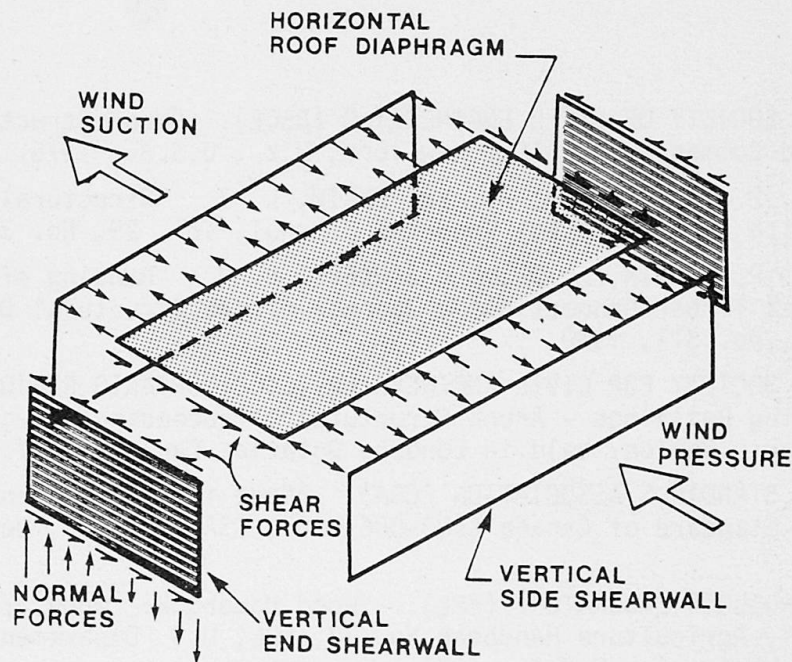 HORIZONTAL
ROOF DIAPHRAGM
WIND
SUCTION
WIND
PRESSURE
SHEAR
FORCES
NORMAL
FORCES
VERTICAL
END SHEARWALL
VERTICAL
SIDE SHEARWALL